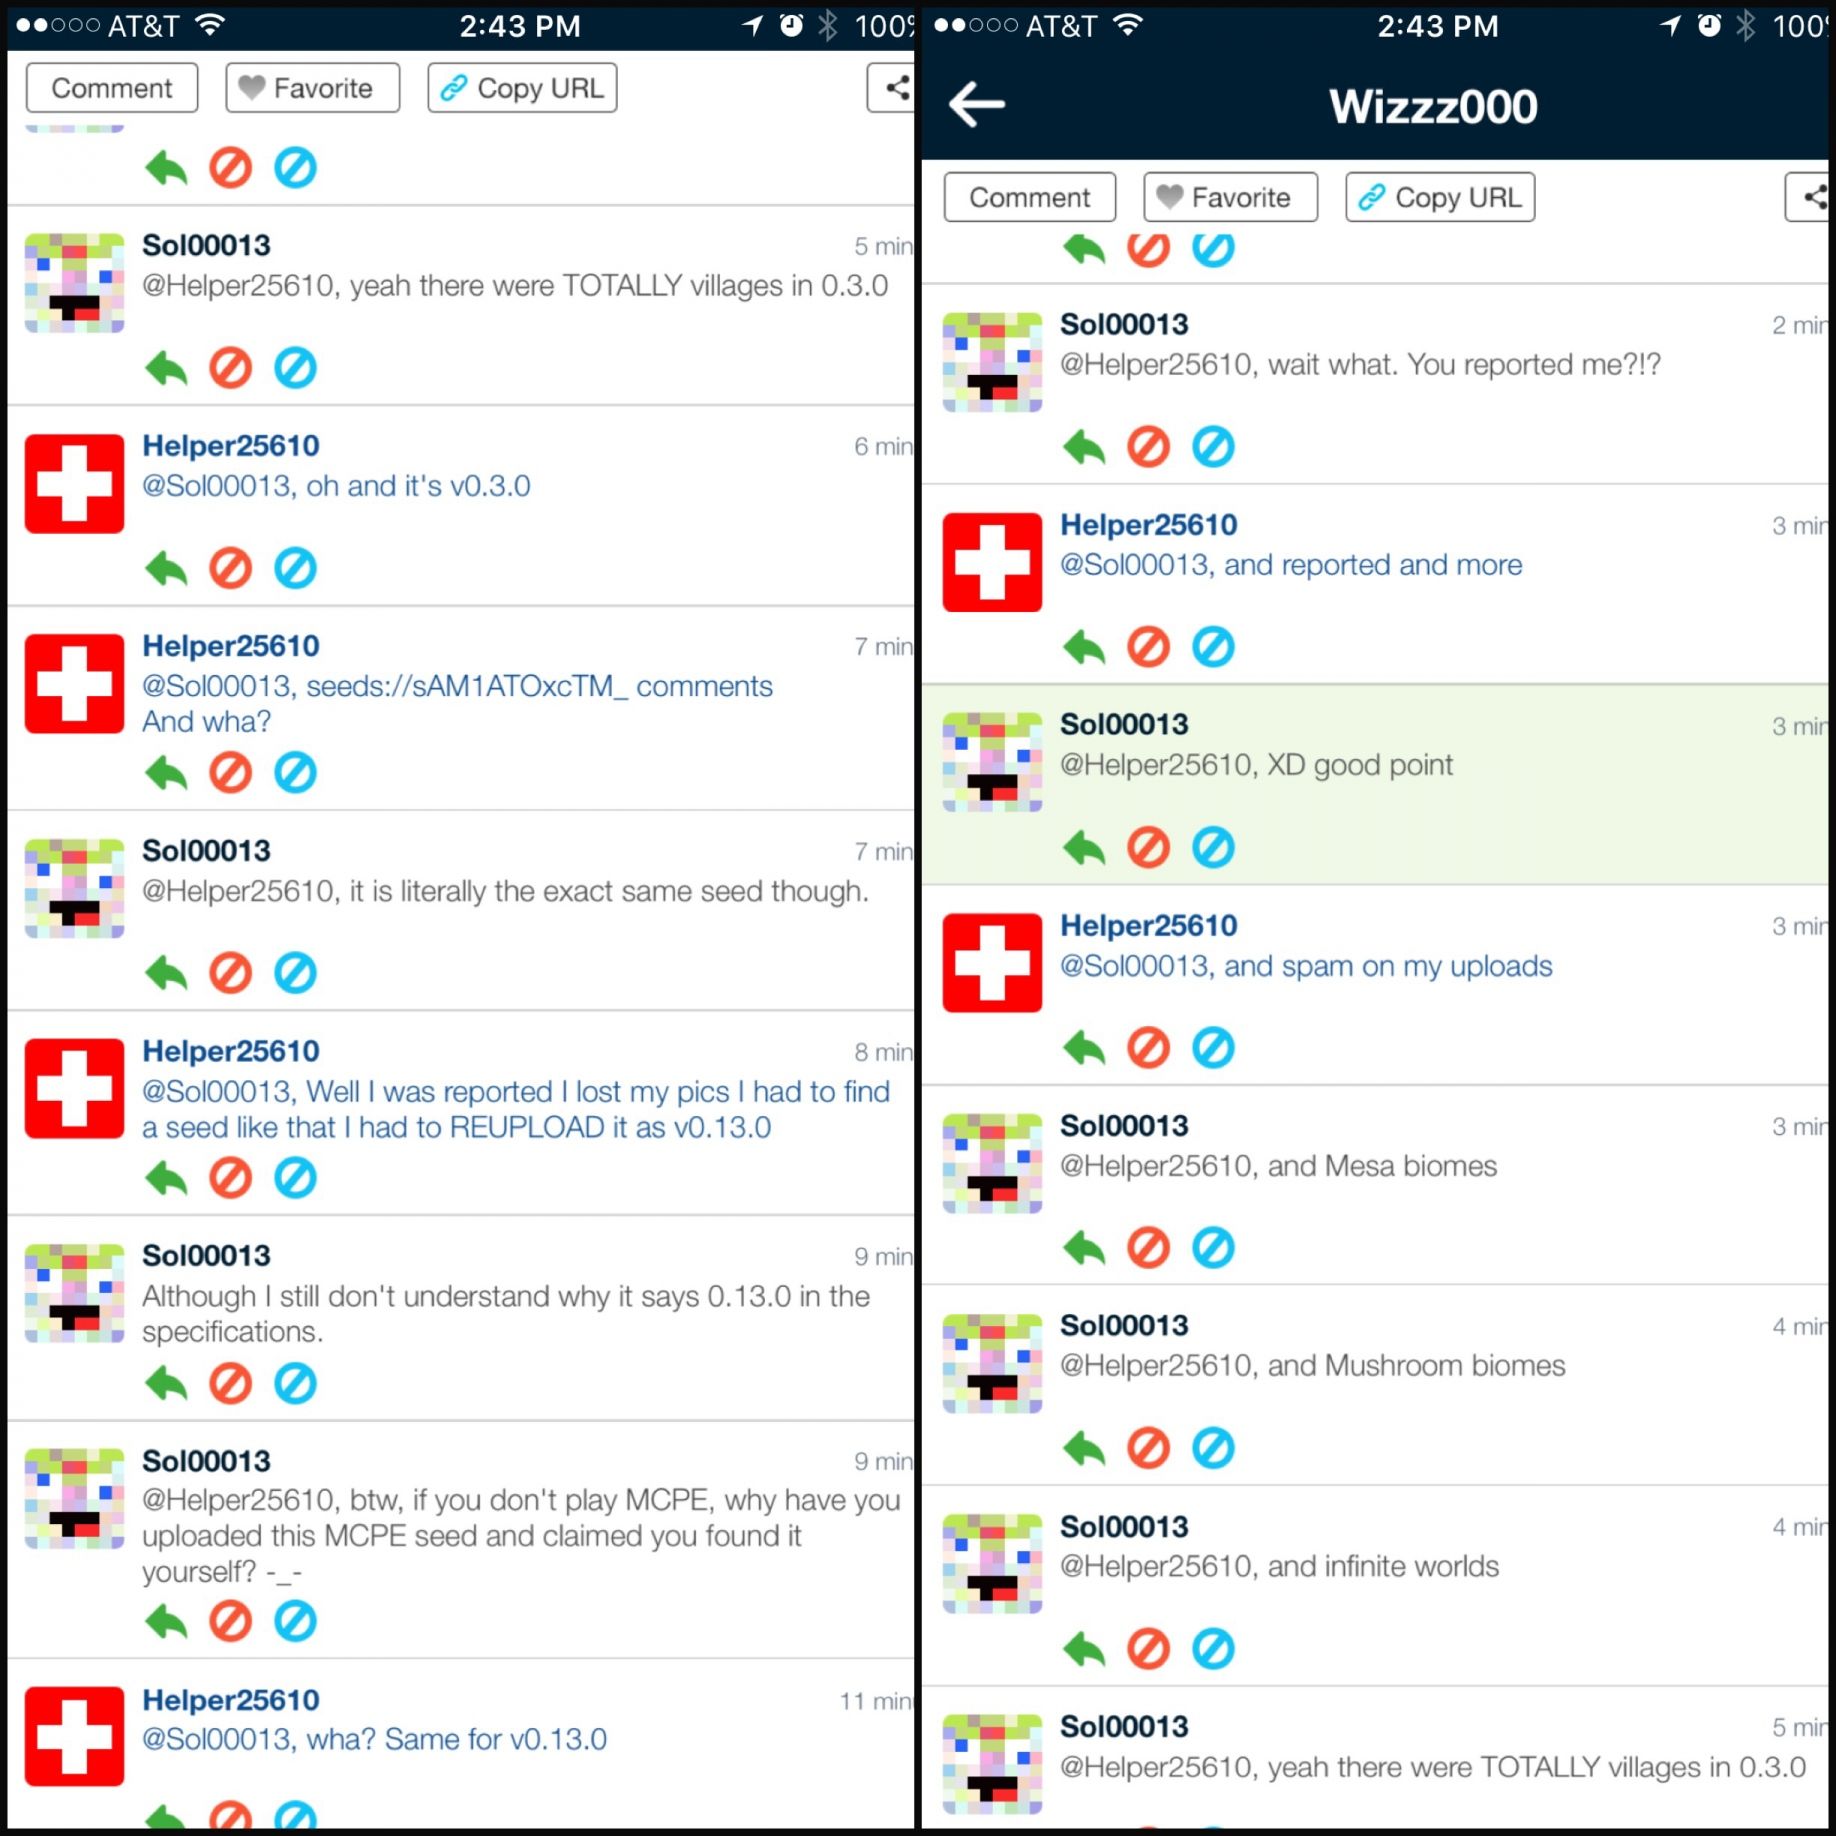 AT&T 2:43 PM 100%
Comment Favorite Copy URL
Sol00013 5 min
@Helper25610, yeah there were TOTALLY villages in 0.3.0
Helper25610 6 min
@Sol00013, oh and it's v0.3.0
Helper25610 7 min
@Sol00013, seeds://sAM1ATOxcTM_ comments
And wha?
Sol00013 7 min
@Helper25610, it is literally the exact same seed though.
Helper25610 8 min
@Sol00013, Well I was reported I lost my pics I had to find
a seed like that I had to REUPLOAD it as v0.13.0
Sol00013 9 min
Although I still don't understand why it says 0.13.0 in the
specifications.
Sol00013 9 min
@Helper25610, btw, if you don't play MCPE, why have you
uploaded this MCPE seed and claimed you found it
yourself? -_-
Helper25610 11 min
@Sol00013, wha? Same for v0.13.0
AT&T 2:43 PM 100
Wizzz000
Comment Favorite Copy URL
Sol00013 2 min
@Helper25610, wait what. You reported me?!?
Helper25610 3 min
@Sol00013, and reported and more
Sol00013 3 min
@Helper25610, XD good point
Helper25610 3 min
@Sol00013, and spam on my uploads
Sol00013 3 min
@Helper25610, and Mesa biomes
Sol00013 4 min
@Helper25610, and Mushroom biomes
Sol00013 4 min
@Helper25610, and infinite worlds
Sol00013 5 min
@Helper25610, yeah there were TOTALLY villages in 0.3.0